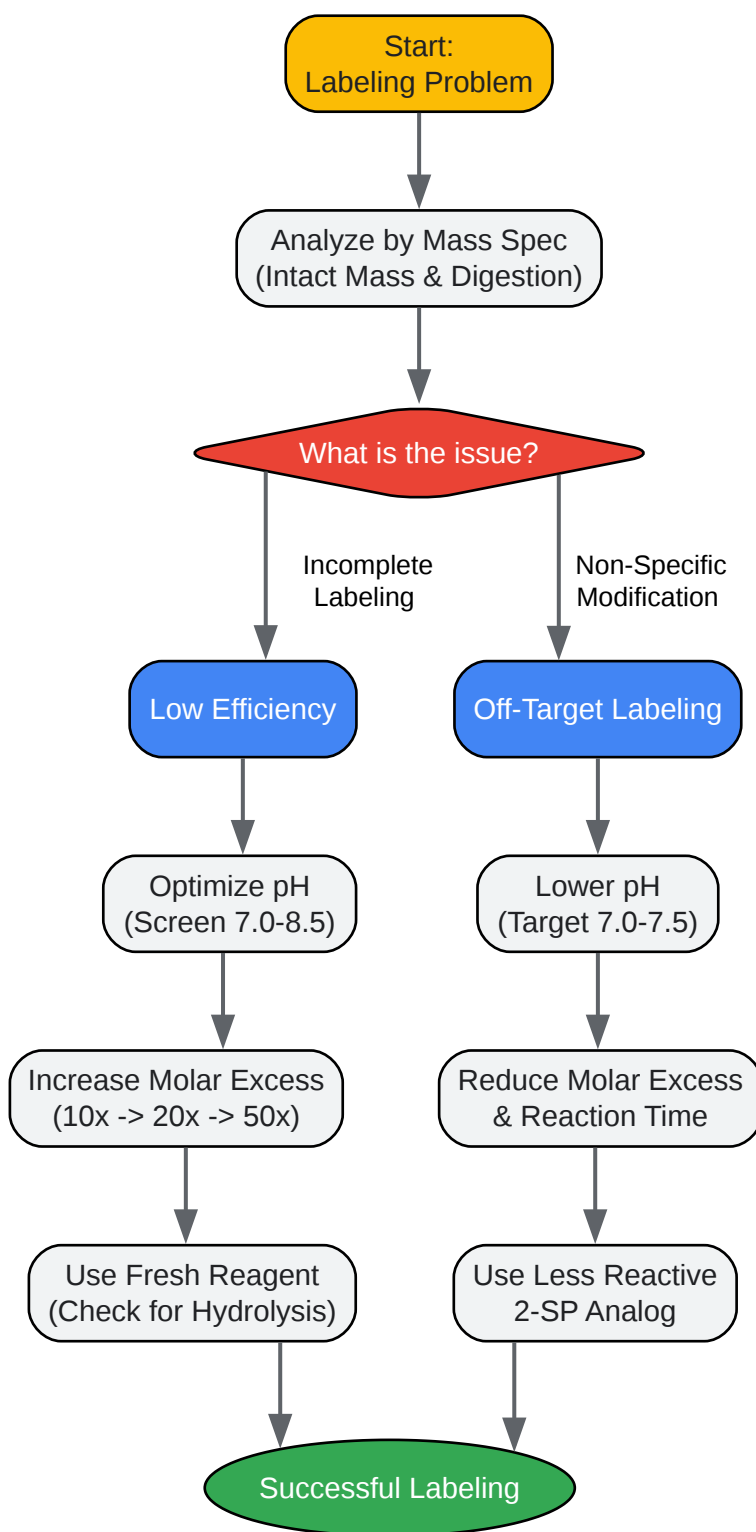 Start:
Labeling Problem
Analyze by Mass Spec
(Intact Mass & Digestion)
What is the issue?
Incomplete
Labeling
Non-Specific
Modification
Low Efficiency
Off-Target Labeling
Optimize pH
(Screen 7.0-8.5)
Lower pH
(Target 7.0-7.5)
Increase Molar Excess
(10x -> 20x -> 50x)
Reduce Molar Excess
& Reaction Time
Use Fresh Reagent
(Check for Hydrolysis)
Use Less Reactive
2-SP Analog
Successful Labeling